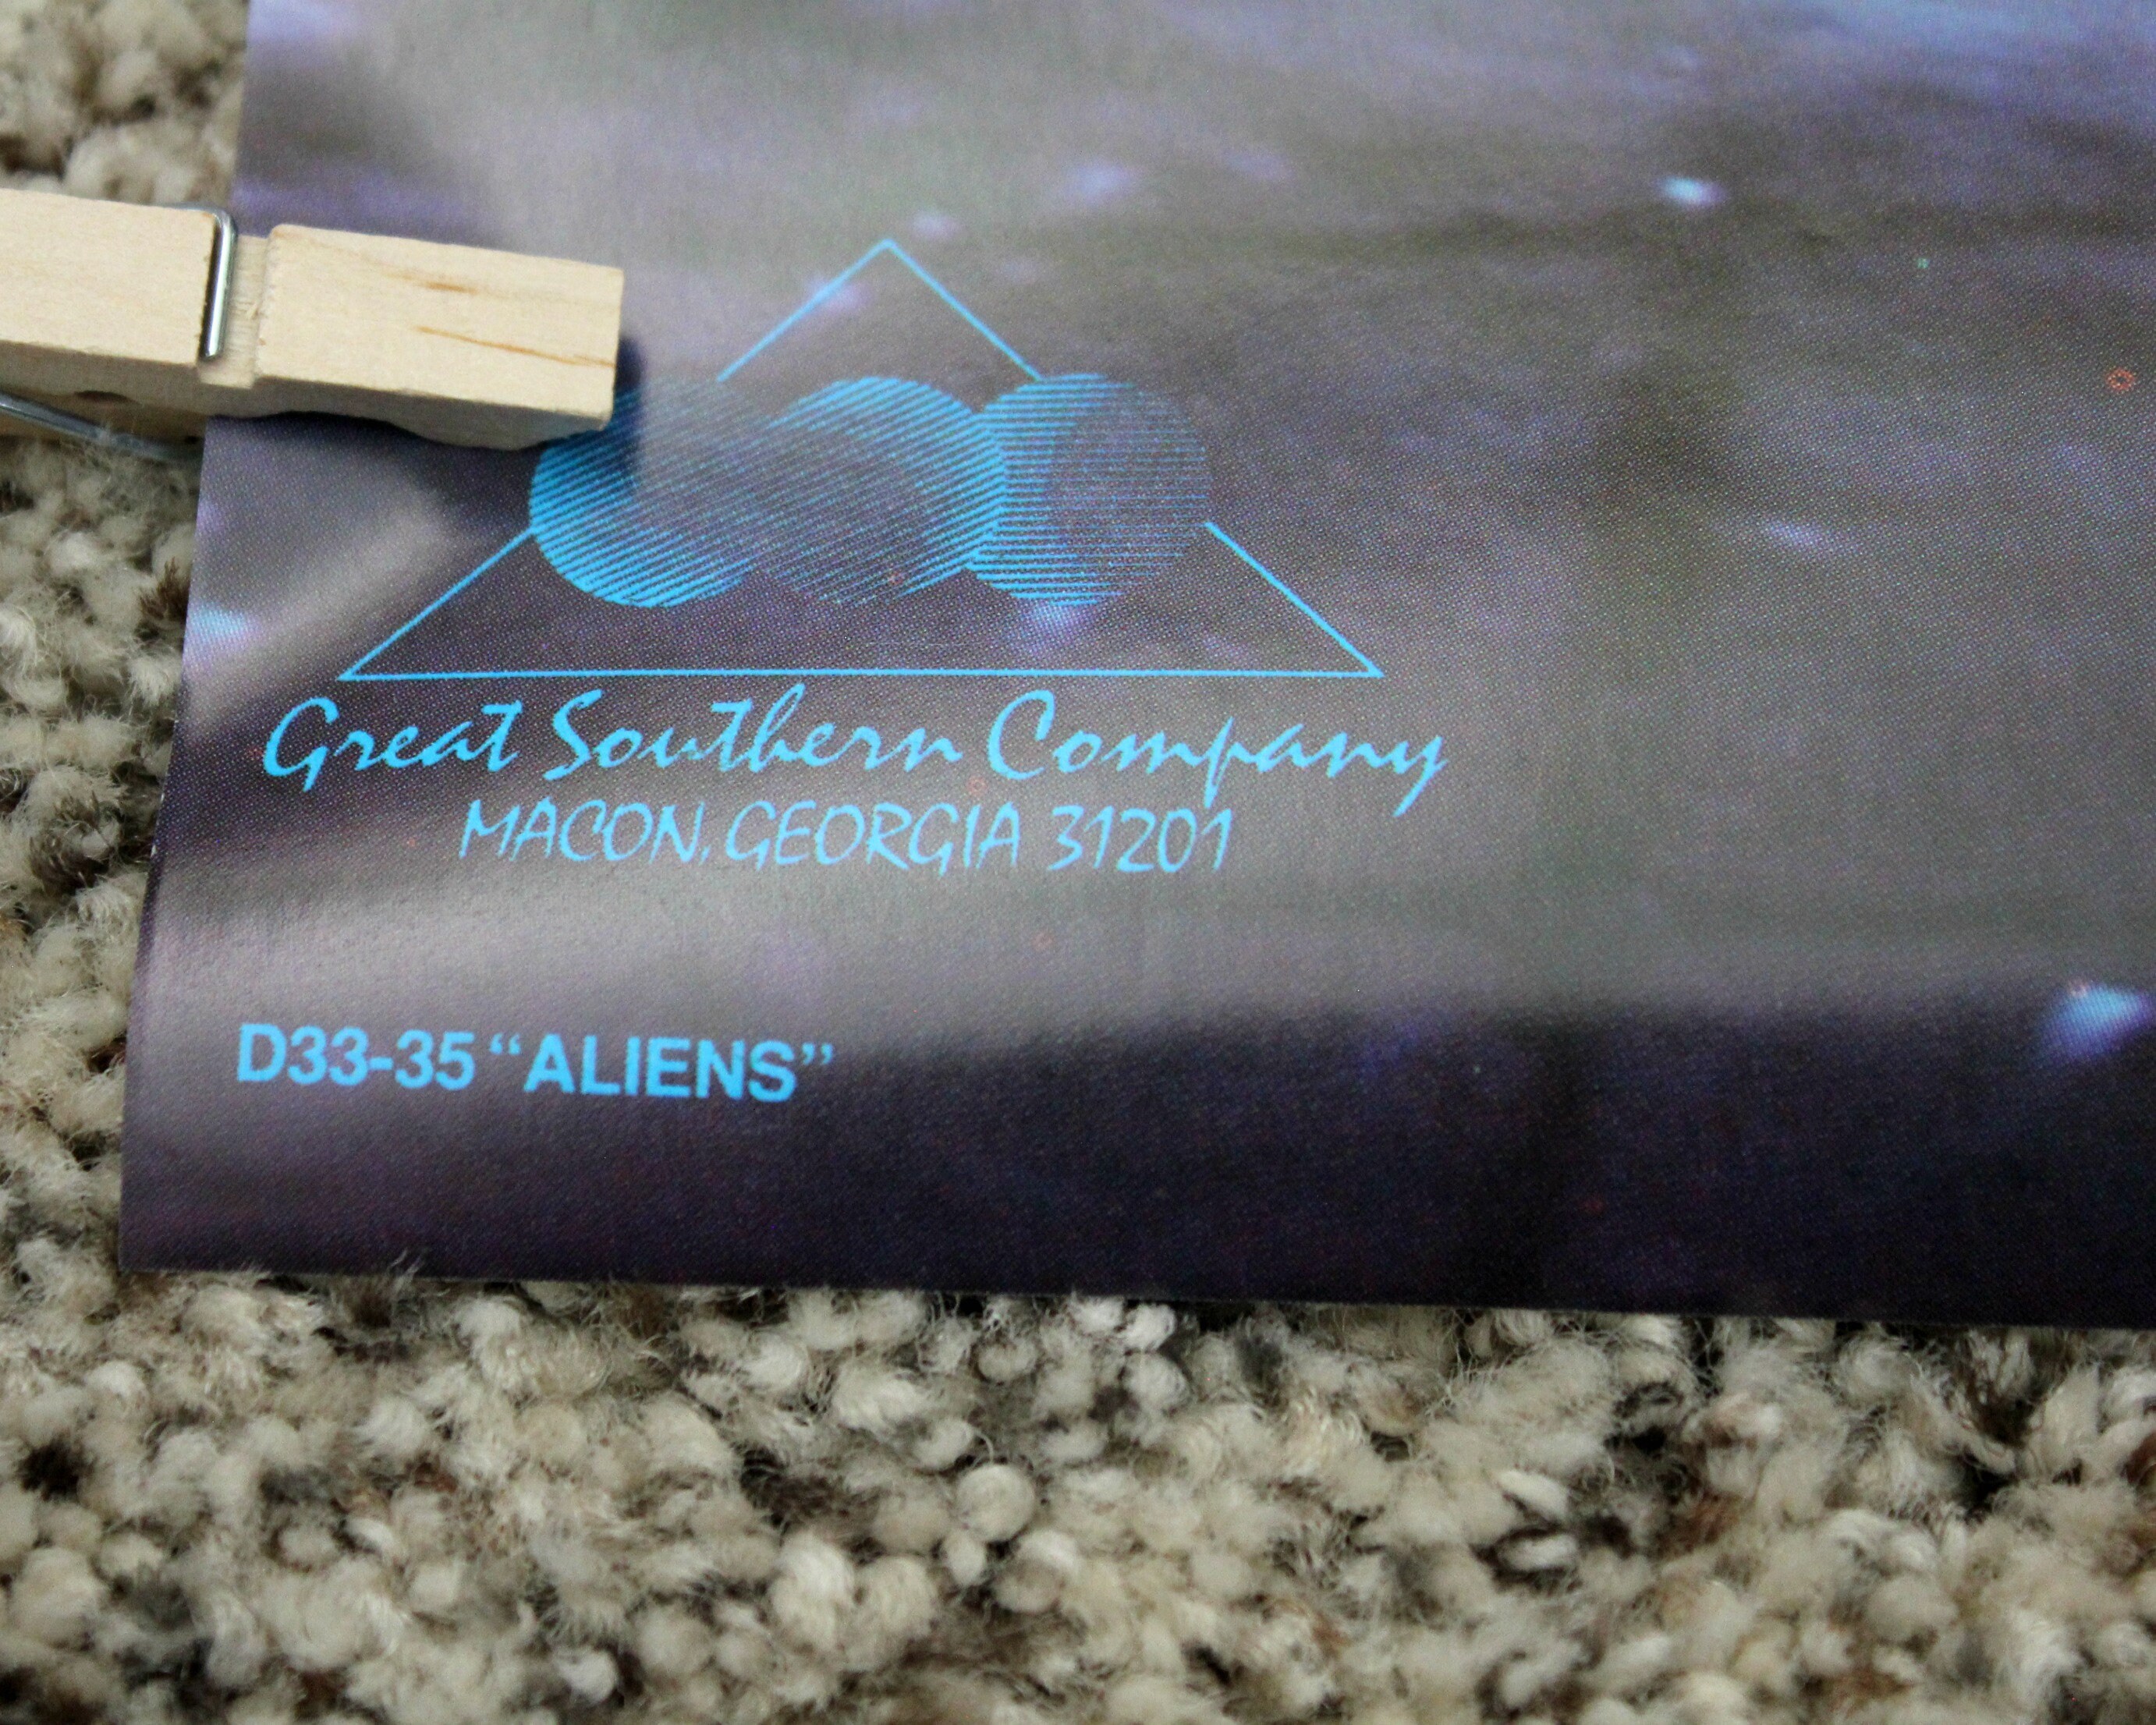 Great Southern Company
MACON, GEORGIA 31201
D33-35 “ALIENS”